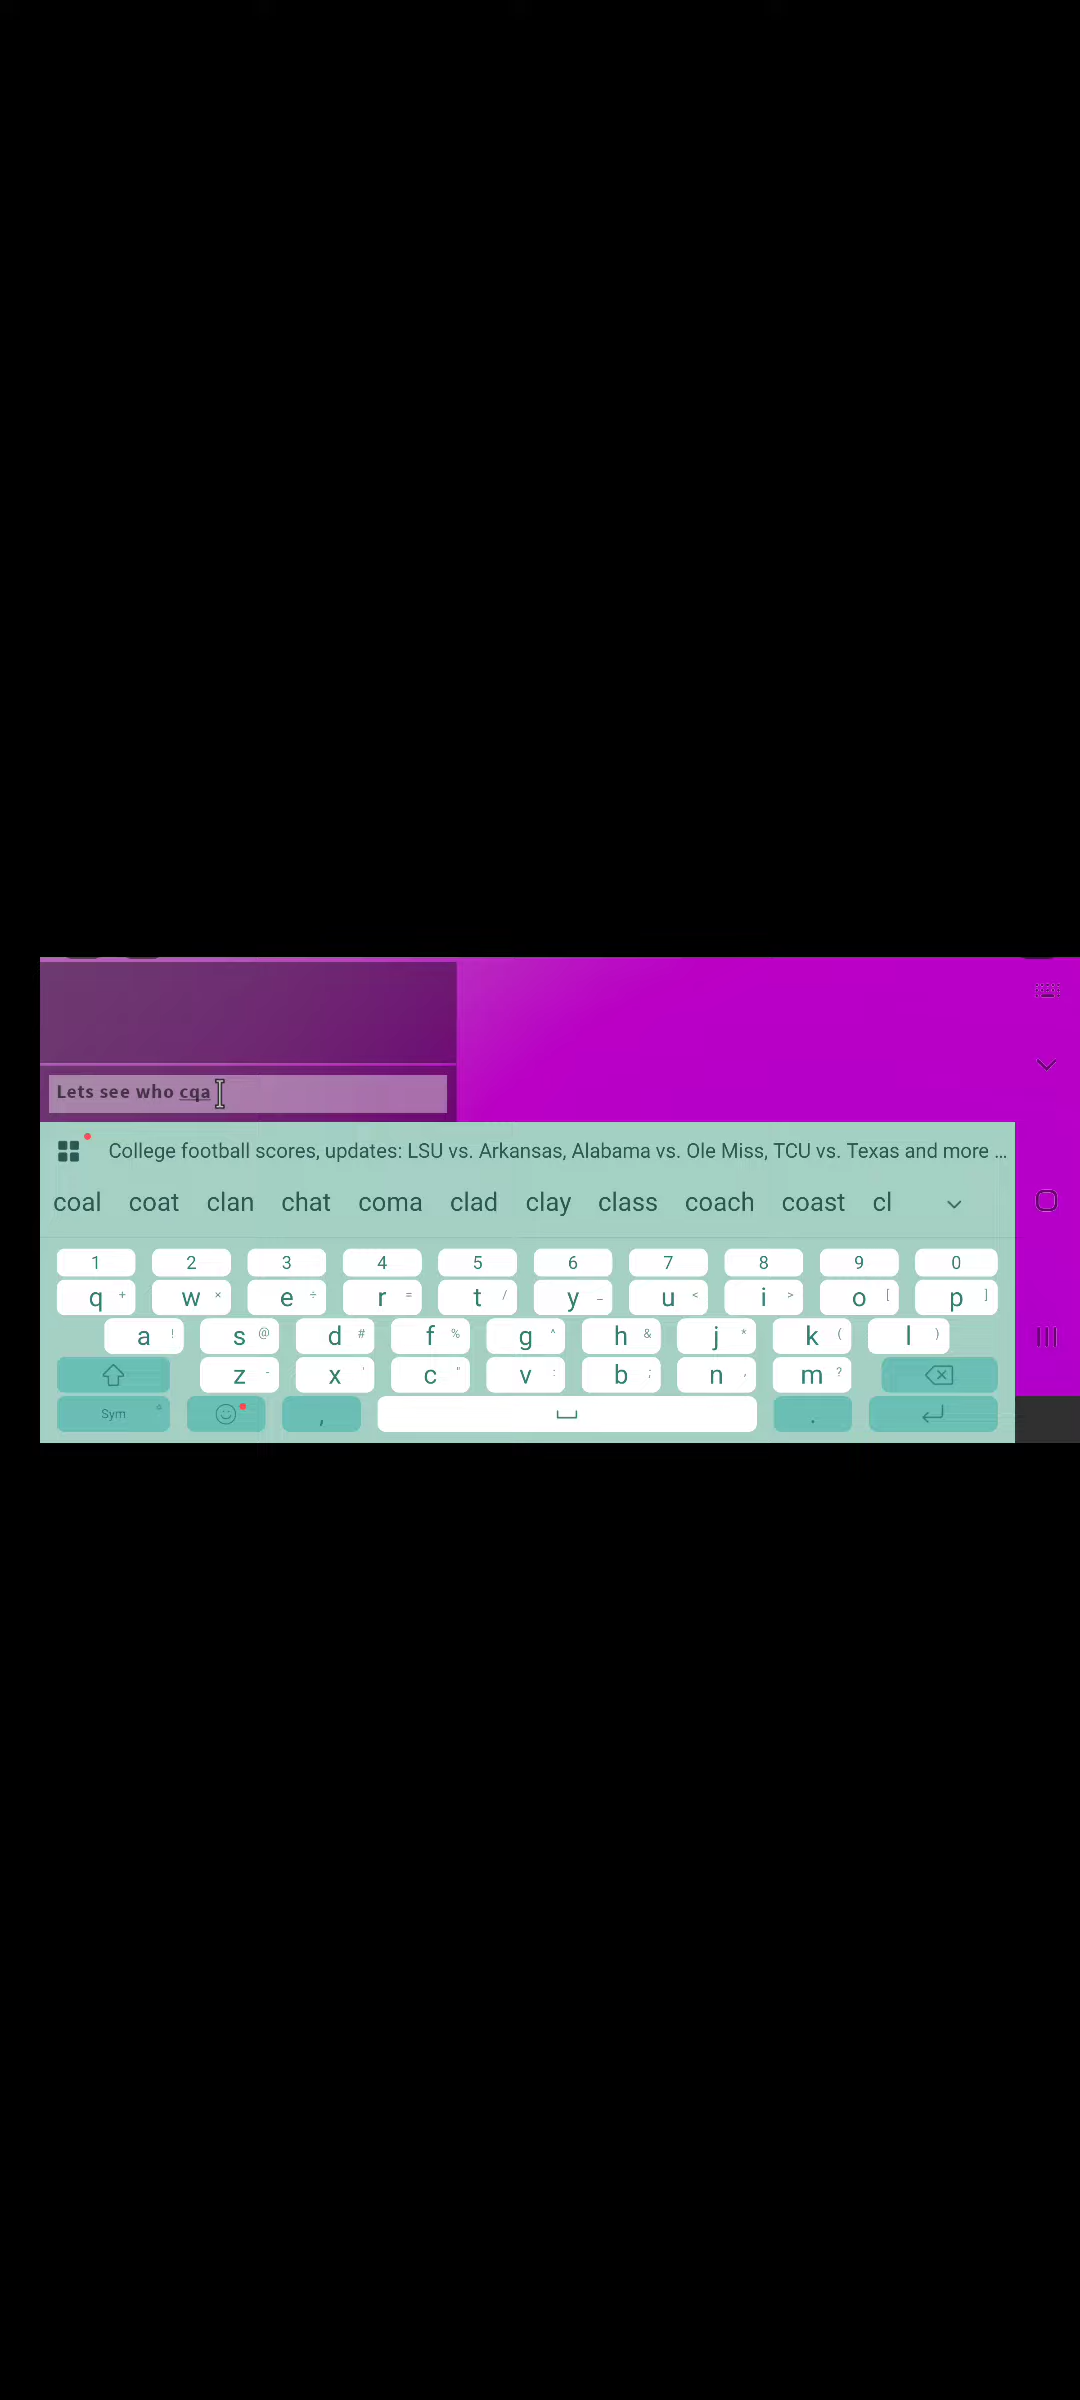 Lets see who cqa
College football scores, updates: LSU vs. Arkansas, Alabama vs. Ole Miss, TCU vs. Texas and more ...
coal coat clan chat coma clad clay class coach coast cl
1 2 3 4 5 6 7 8 9 0
q + w × e ÷ r = t / y _ u < i > o [ p ]
a ! s @ d # f % g ^ h & j * k ( l )
z - x ' c " v : b ; n , m ?
Sym , .